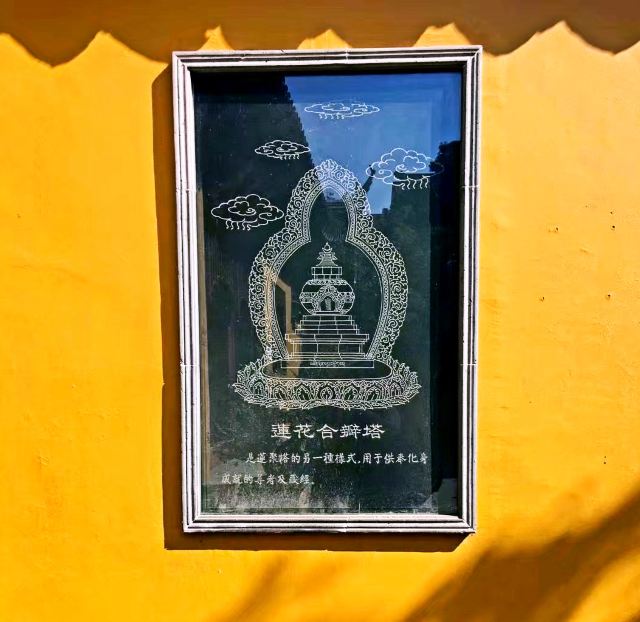 蓮花合瓣塔
是蓮聚塔的另一種樣式,用于供奉化身
成就的尊者及藏經。